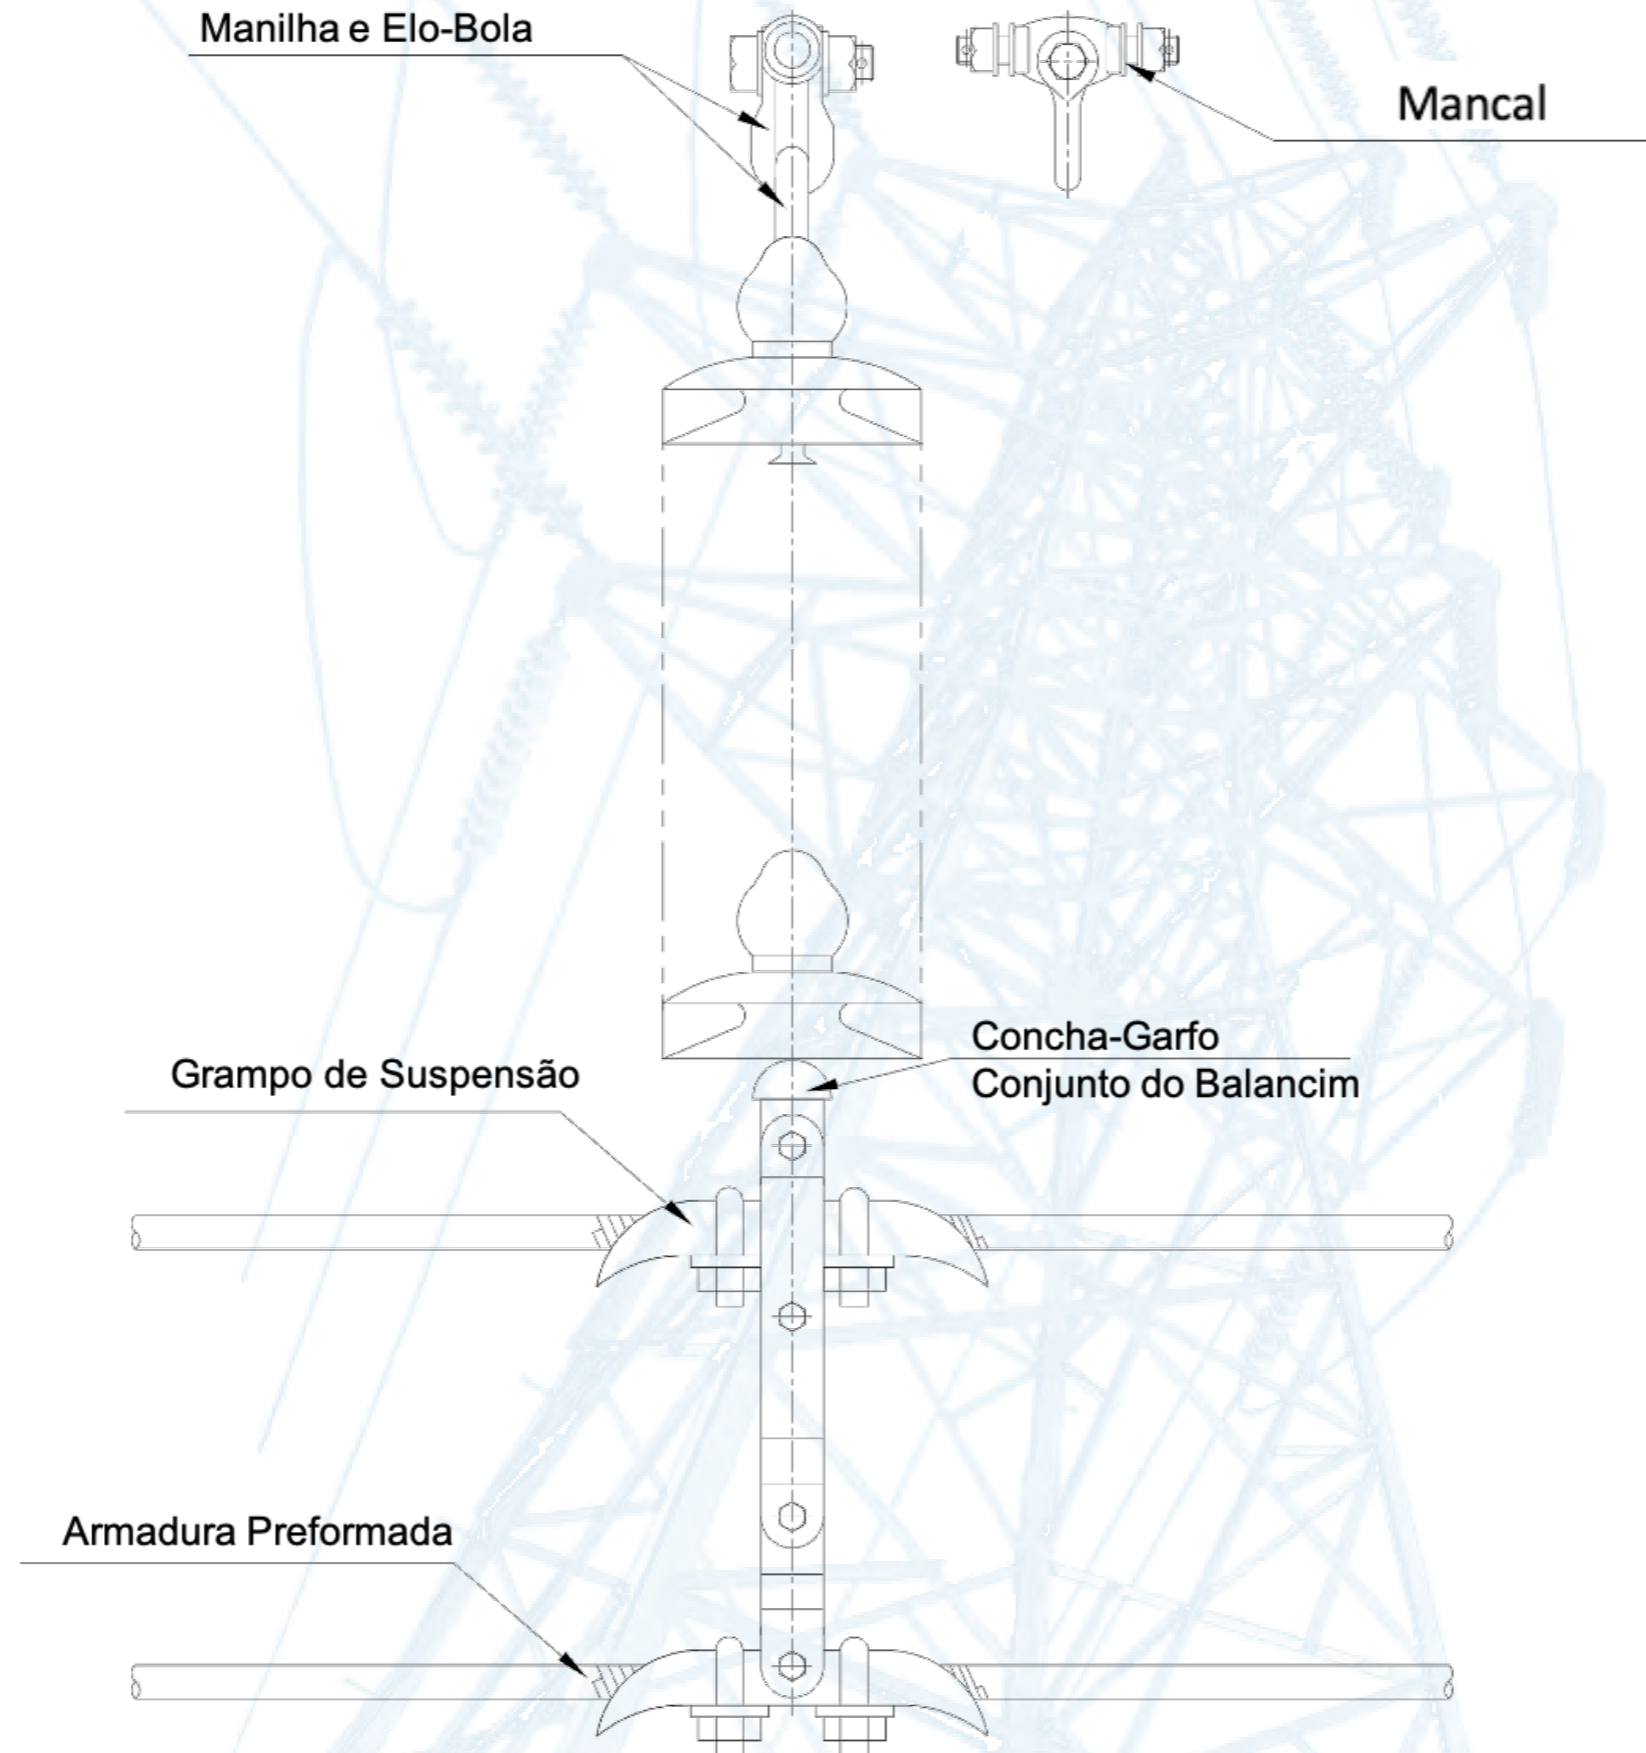 Manilha e Elo-Bola
Mancal
Concha-Garfo
Conjunto do Balancim
Grampo de Suspensão
Armadura Preformada